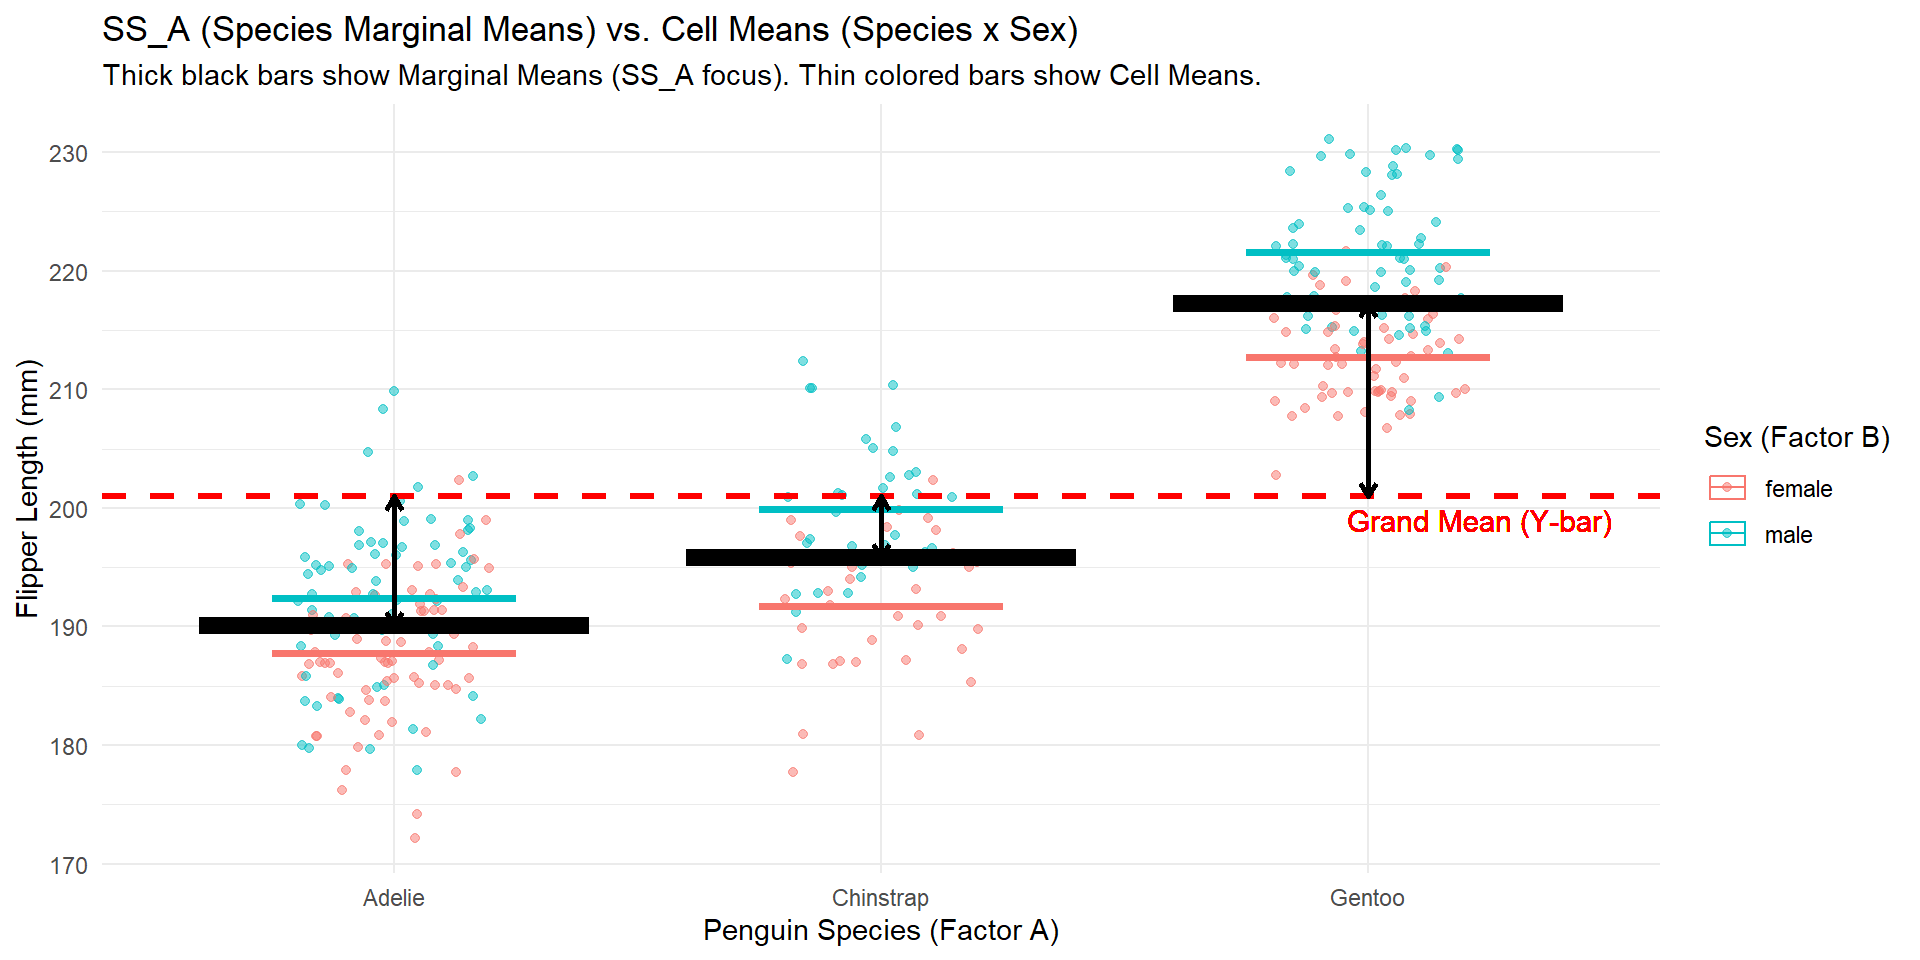 SS_A (Species Marginal Means) vs. Cell Means (Species x Sex)
Thick black bars show Marginal Means (SS_A focus). Thin colored bars show Cell Means.
230
220
210
200
190
180
170
Flipper Length (mm)
Grand Mean (Y-bar)
Adelie
Chinstrap
Gentoo
Penguin Species (Factor A)
Sex (Factor B)
female
male